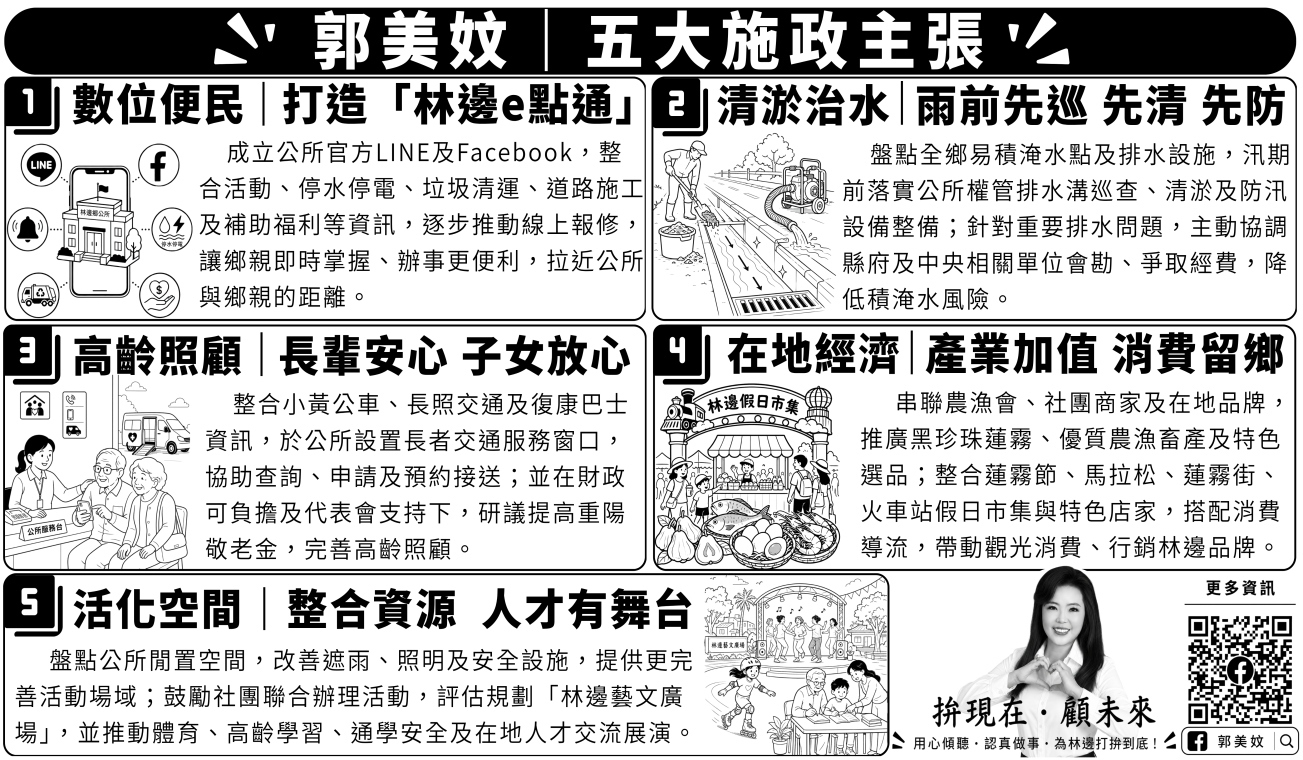 郭美妏｜五大施政主張
1 數位便民｜打造「林邊e點通」
LINE
林邊鄉公所
停水停電
成立公所官方LINE及Facebook，整
合活動、停水停電、垃圾清運、道路施工
及補助福利等資訊，逐步推動線上報修，
讓鄉親即時掌握、辦事更便利，拉近公所
與鄉親的距離。
2 清淤治水｜雨前先巡 先清 先防
盤點全鄉易積淹水點及排水設施，汛期
前落實公所權管排水溝巡查、清淤及防汛
設備整備；針對重要排水問題，主動協調
縣府及中央相關單位會勘、爭取經費，降
低積淹水風險。
3 高齡照顧｜長輩安心 子女放心
公所服務台
整合小黃公車、長照交通及復康巴士
資訊，於公所設置長者交通服務窗口，
協助查詢、申請及預約接送；並在財政
可負擔及代表會支持下，研議提高重陽
敬老金，完善高齡照顧。
4 在地經濟｜產業加值 消費留鄉
林邊假日市集
串聯農漁會、社團商家及在地品牌，
推廣黑珍珠蓮霧、優質農漁畜產及特色
選品；整合蓮霧節、馬拉松、蓮霧街、
火車站假日市集與特色店家，搭配消費
導流，帶動觀光消費、行銷林邊品牌。
5 活化空間｜整合資源 人才有舞台
盤點公所閒置空間，改善遮雨、照明及安全設施，提供更完
善活動場域；鼓勵社團聯合辦理活動，評估規劃「林邊藝文廣
場」，並推動體育、高齡學習、通學安全及在地人才交流展演。
林邊藝文廣場
拚現在・顧未來
用心傾聽・認真做事・為林邊打拚到底！
更多資訊
郭美妏